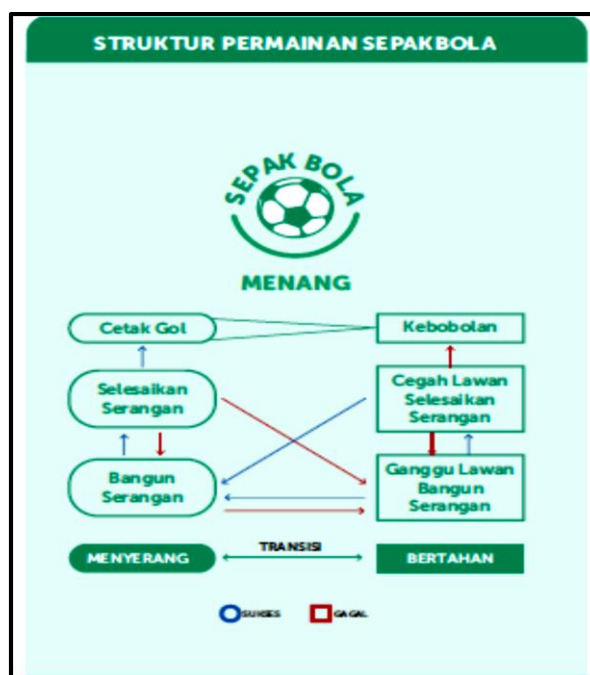 STRUKTUR PERMAINAN SEPAKBOLA
SEPAK BOLA
MENANG
Cetak Gol
Kebobolan
Selesaikan
Serangan
Cegah Lawan
Selesaikan
Serangan
Bangun
Serangan
Ganggu Lawan
Bangun
Serangan
MENYERANG
TRANSISI
BERTAHAN
SUKSES
GAGAL